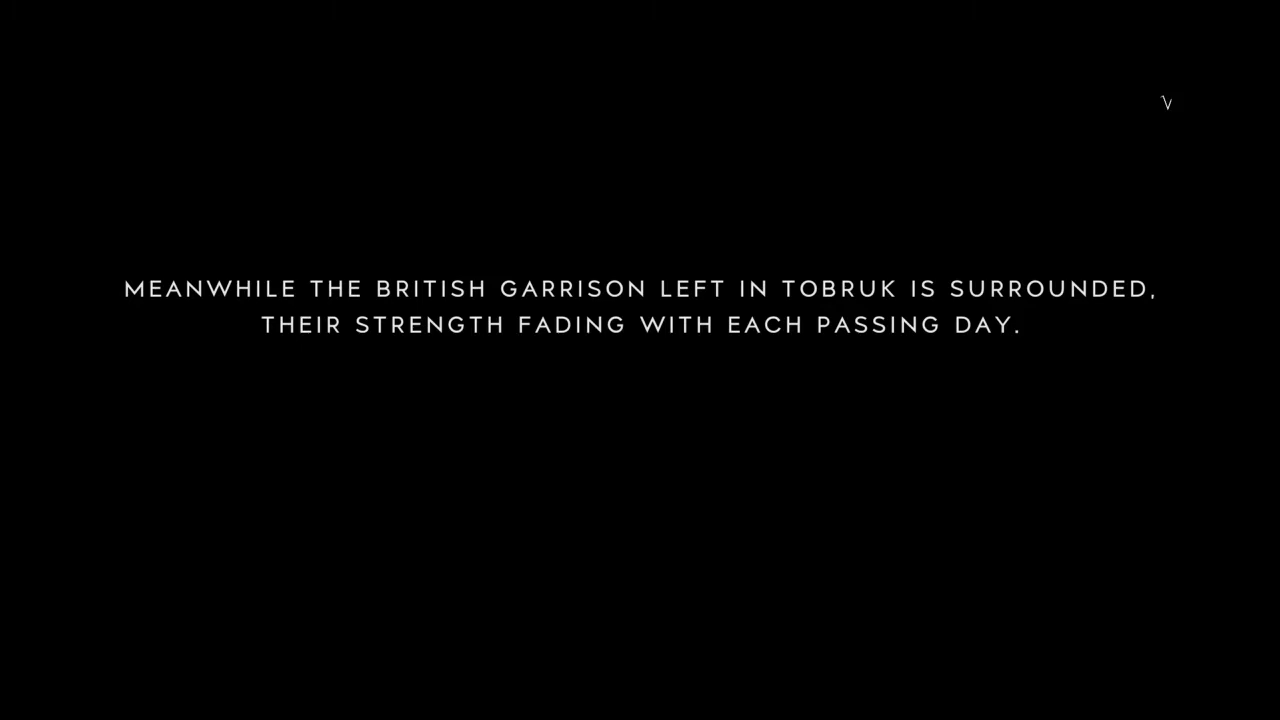 MEANWHILE THE BRITISH GARRISON LEFT IN TOBRUK IS SURROUNDED,
THEIR STRENGTH FADING WITH EACH PASSING DAY.